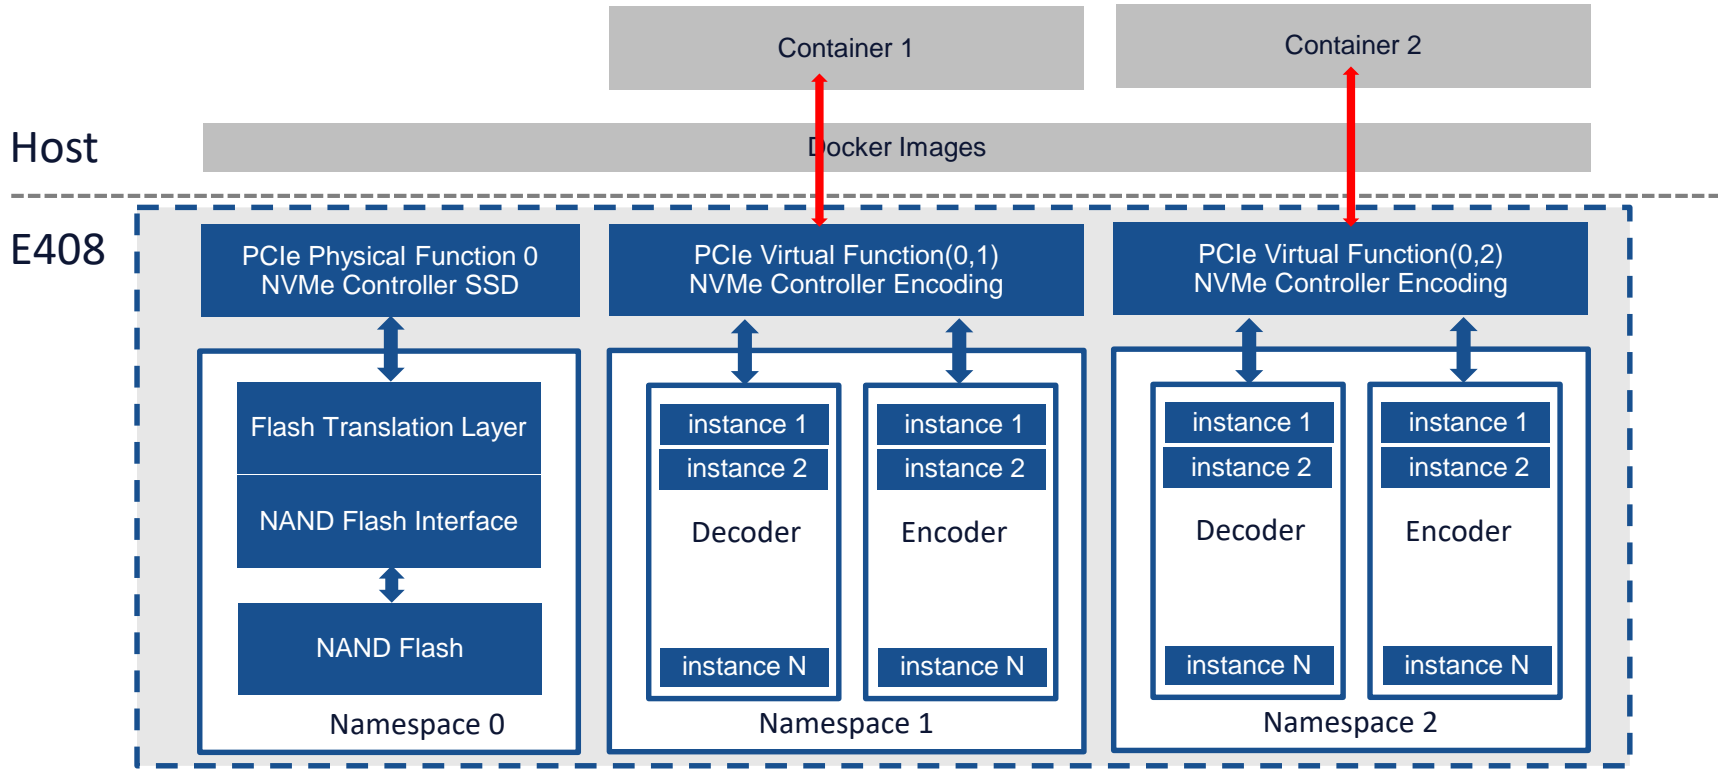 Container 1
Container 2
Host
Docker Images
E408
PCIe Physical Function 0
NVMe Controller SSD
PCIe Virtual Function(0,1)
NVMe Controller Encoding
PCIe Virtual Function(0,2)
NVMe Controller Encoding
Flash Translation Layer
NAND Flash Interface
NAND Flash
Namespace 0
instance 1
instance 2
Decoder
instance N
instance 1
instance 2
Encoder
instance N
Namespace 1
instance 1
instance 2
Decoder
instance N
instance 1
instance 2
Encoder
instance N
Namespace 2